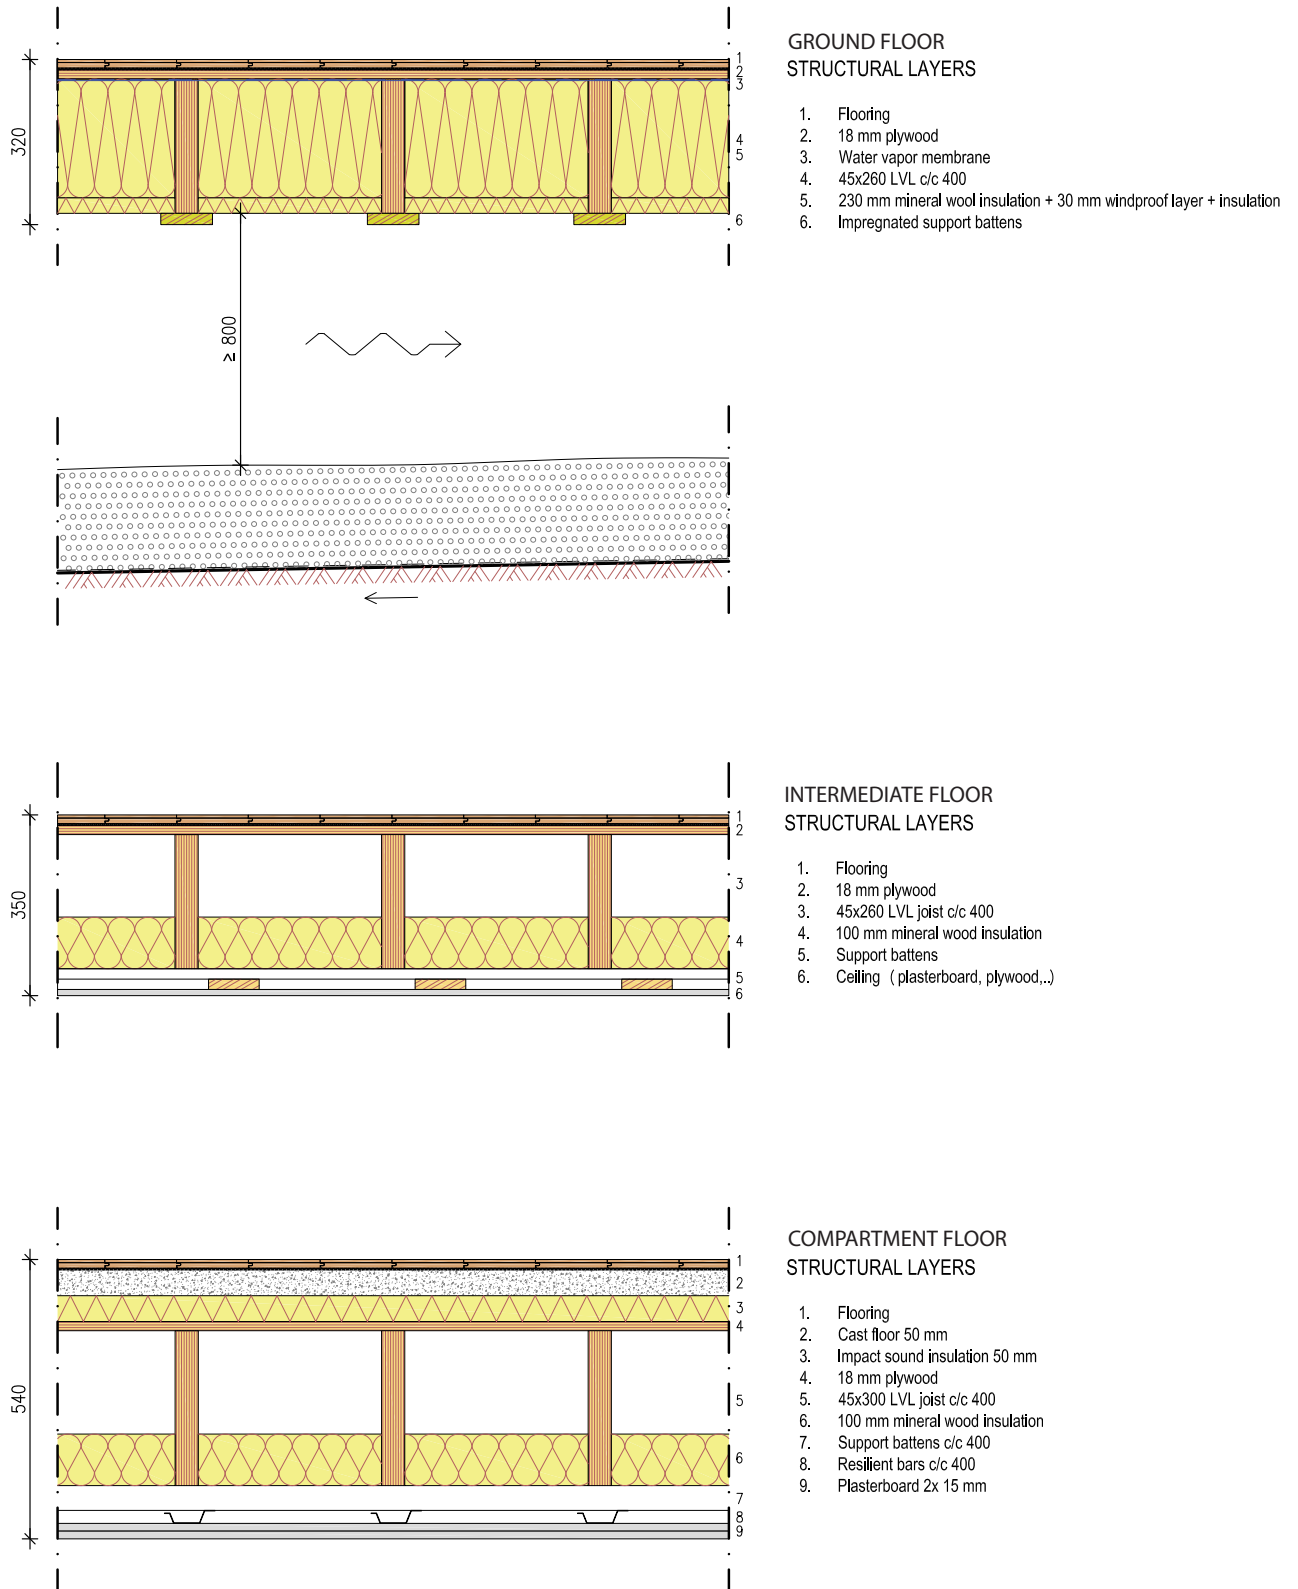 GROUND FLOOR
STRUCTURAL LAYERS
1. Flooring
2. 18 mm plywood
3. Water vapor membrane
4. 45x260 LVL c/c 400
5. 230 mm mineral wool insulation + 30 mm windproof layer + insulation
6. Impregnated support battens
1
2
3
4
5
6
320
≥ 800
INTERMEDIATE FLOOR
STRUCTURAL LAYERS
1. Flooring
2. 18 mm plywood
3. 45x260 LVL joist c/c 400
4. 100 mm mineral wood insulation
5. Support battens
6. Ceiling ( plasterboard, plywood,..)
1
2
3
4
5
6
350
COMPARTMENT FLOOR
STRUCTURAL LAYERS
1. Flooring
2. Cast floor 50 mm
3. Impact sound insulation 50 mm
4. 18 mm plywood
5. 45x300 LVL joist c/c 400
6. 100 mm mineral wood insulation
7. Support battens c/c 400
8. Resilient bars c/c 400
9. Plasterboard 2x 15 mm
1
2
3
4
5
6
7
8
9
540